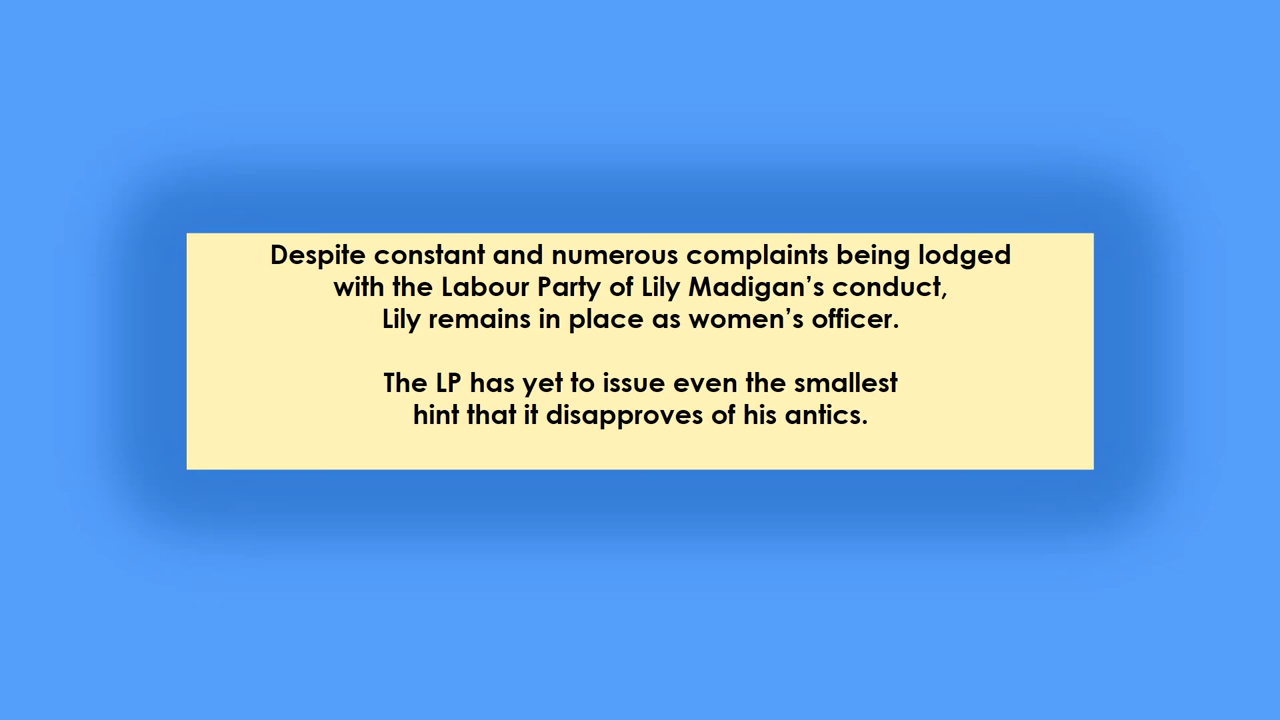 Despite constant and numerous complaints being lodged
with the Labour Party of Lily Madigan’s conduct,
Lily remains in place as women’s officer.
The LP has yet to issue even the smallest
hint that it disapproves of his antics.